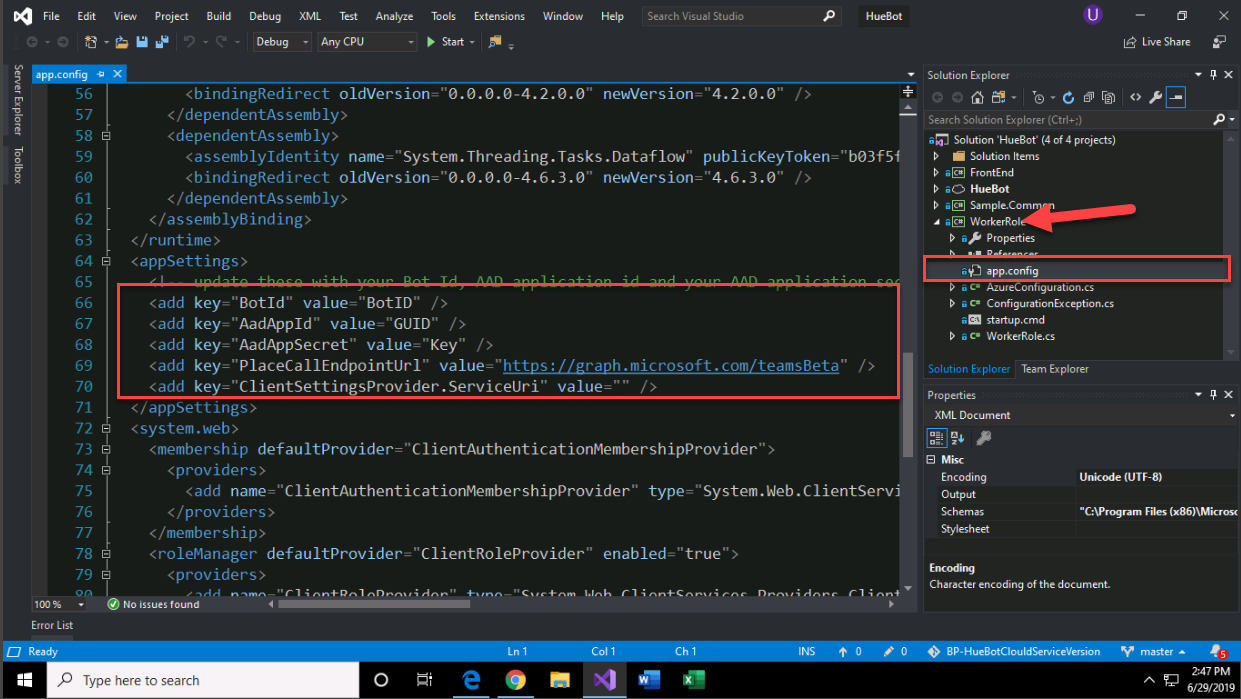 File Edit View Project Build Debug XML Test Analyze Tools Extensions Window Help Search Visual Studio HueBot U
Debug Any CPU Start Live Share
Server Explorer
Toolbox
app.config
56 <bindingRedirect oldVersion="0.0.0.0-4.2.0.0" newVersion="4.2.0.0" />
57 </dependentAssembly>
58 <dependentAssembly>
59 <assemblyIdentity name="System.Threading.Tasks.Dataflow" publicKeyToken="b03f5f
60 <bindingRedirect oldVersion="0.0.0.0-4.6.3.0" newVersion="4.6.3.0" />
61 </dependentAssembly>
62 </assemblyBinding>
63 </runtime>
64 <appSettings>
65 <!-- update these with your Bot Id, AAD application id and your AAD application sec
66 <add key="BotId" value="BotID" />
67 <add key="AadAppId" value="GUID" />
68 <add key="AadAppSecret" value="Key" />
69 <add key="PlaceCallEndpointUrl" value="https://graph.microsoft.com/teamsBeta" />
70 <add key="ClientSettingsProvider.ServiceUri" value="" />
71 </appSettings>
72 <system.web>
73 <membership defaultProvider="ClientAuthenticationMembershipProvider">
74 <providers>
75 <add name="ClientAuthenticationMembershipProvider" type="System.Web.ClientServi
76 </providers>
77 </membership>
78 <roleManager defaultProvider="ClientRoleProvider" enabled="true">
79 <providers>
80 <add name="ClientRoleProvider" type="System.Web.ClientServices.Providers.Client
100 % No issues found
Error List
Solution Explorer
Search Solution Explorer (Ctrl+;)
Solution 'HueBot' (4 of 4 projects)
Solution Items
FrontEnd
HueBot
Sample.Common
WorkerRole
Properties
References
app.config
AzureConfiguration.cs
ConfigurationException.cs
startup.cmd
WorkerRole.cs
Solution Explorer Team Explorer
Properties
XML Document
Misc
Encoding Unicode (UTF-8)
Output
Schemas "C:\Program Files (x86)\Microso
Stylesheet
Encoding
Character encoding of the document.
Ready Ln 1 Col 1 Ch 1 INS 0 0 BP-HueBotClouldServiceVersion master 5
Type here to search
2:47 PM
6/29/2019